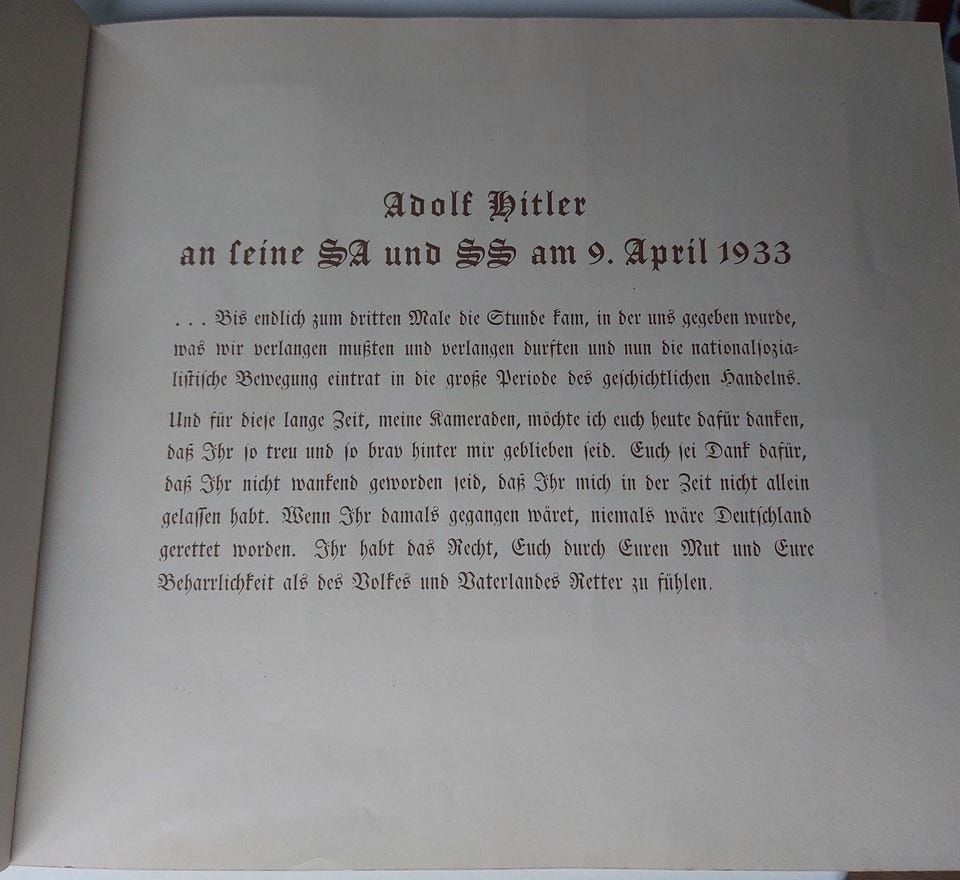 Adolf Hitler
an seine SA und SS am 9. April 1933
. . . Bis endlich zum dritten Male die Stunde kam, in der uns gegeben wurde,
was wir verlangen mußten und verlangen durften und nun die nationalsozia-
listische Bewegung eintrat in die große Periode des geschichtlichen Handelns.
Und für diese lange Zeit, meine Kameraden, möchte ich euch heute dafür danken,
daß Ihr so treu und so brav hinter mir geblieben seid. Euch sei Dank dafür,
daß Ihr nicht wankend geworden seid, daß Ihr mich in der Zeit nicht allein
gelassen habt. Wenn Ihr damals gegangen wäret, niemals wäre Deutschland
gerettet worden. Ihr habt das Recht, Euch durch Euren Mut und Eure
Beharrlichkeit als des Volkes und Vaterlandes Retter zu fühlen.